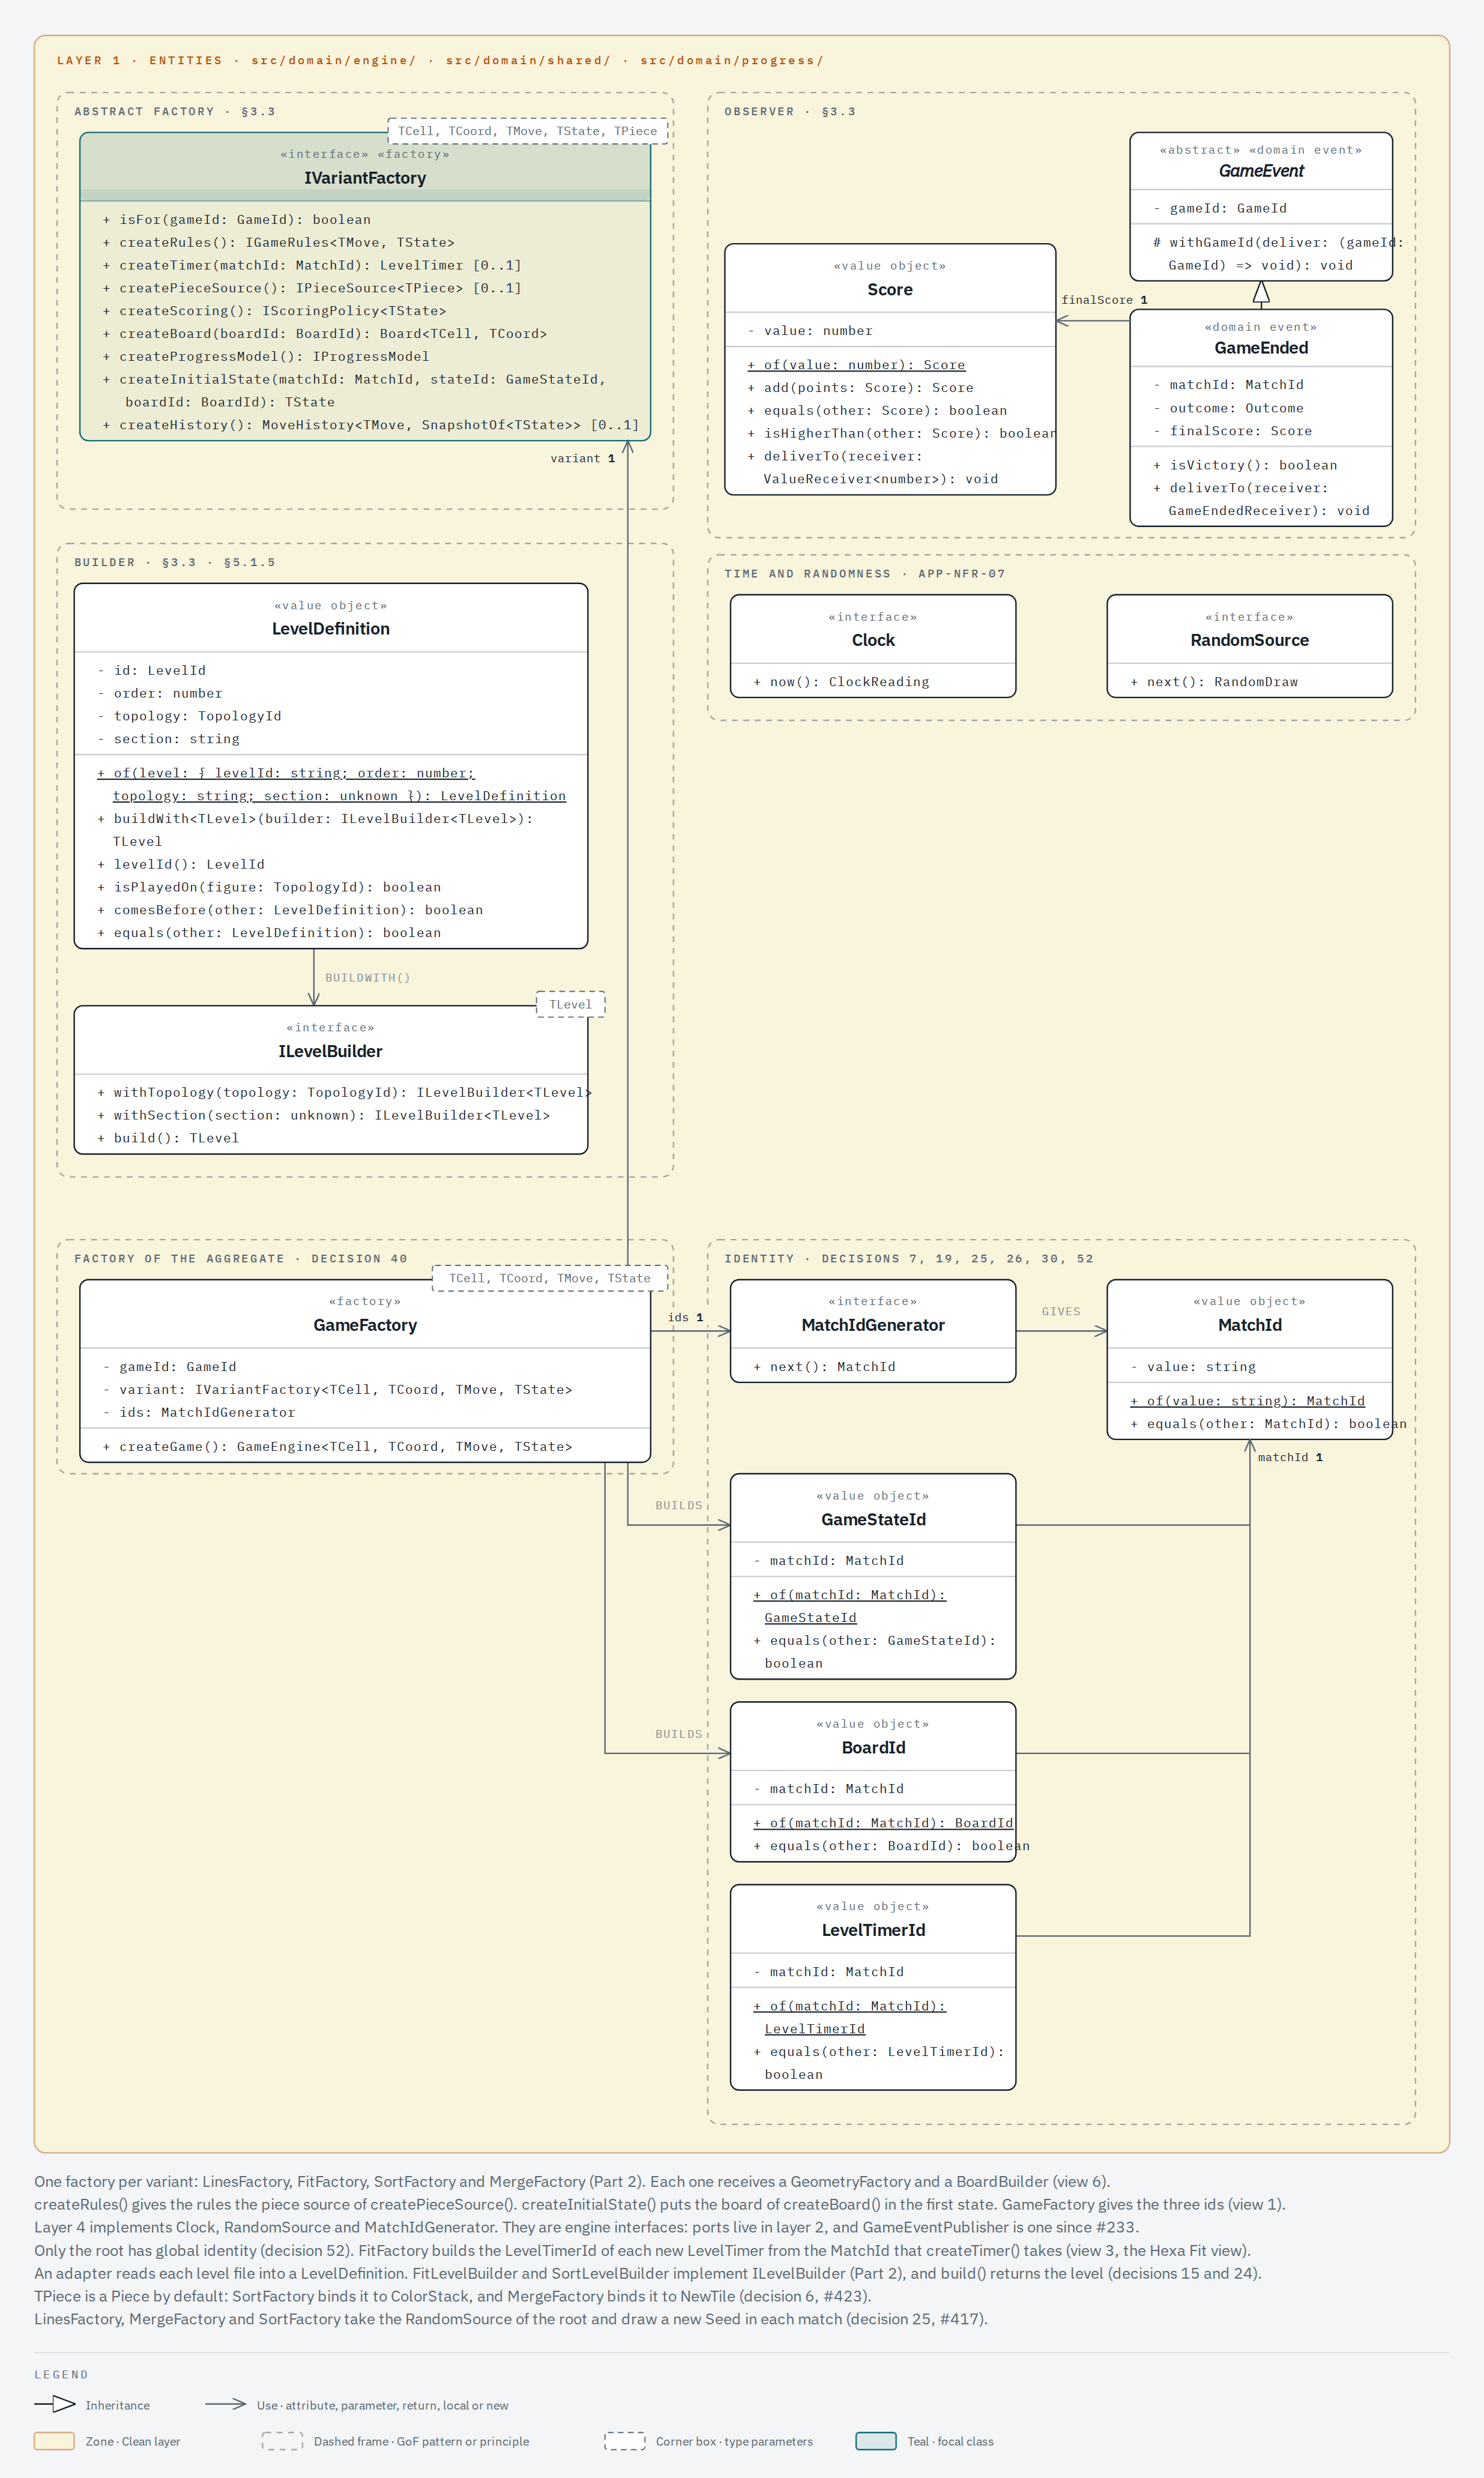 LAYER 1 · ENTITIES · src/domain/engine/ · src/domain/shared/ · src/domain/progress/
ABSTRACT FACTORY · §3.3
TCell, TCoord, TMove, TState, TPiece
«interface» «factory»
IVariantFactory
+ isFor(gameId: GameId): boolean
+ createRules(): IGameRules<TMove, TState>
+ createTimer(matchId: MatchId): LevelTimer [0..1]
+ createPieceSource(): IPieceSource<TPiece> [0..1]
+ createScoring(): IScoringPolicy<TState>
+ createBoard(boardId: BoardId): Board<TCell, TCoord>
+ createProgressModel(): IProgressModel
+ createInitialState(matchId: MatchId, stateId: GameStateId,
boardId: BoardId): TState
+ createHistory(): MoveHistory<TMove, SnapshotOf<TState>> [0..1]
variant 1
OBSERVER · §3.3
«abstract» «domain event»
GameEvent
- gameId: GameId
# withGameId(deliver: (gameId:
GameId) => void): void
«value object»
Score
- value: number
+ of(value: number): Score
+ add(points: Score): Score
+ equals(other: Score): boolean
+ isHigherThan(other: Score): boolean
+ deliverTo(receiver:
ValueReceiver<number>): void
finalScore 1
«domain event»
GameEnded
- matchId: MatchId
- outcome: Outcome
- finalScore: Score
+ isVictory(): boolean
+ deliverTo(receiver:
GameEndedReceiver): void
BUILDER · §3.3 · §5.1.5
«value object»
LevelDefinition
- id: LevelId
- order: number
- topology: TopologyId
- section: string
+ of(level: { levelId: string; order: number;
topology: string; section: unknown }): LevelDefinition
+ buildWith<TLevel>(builder: ILevelBuilder<TLevel>):
TLevel
+ levelId(): LevelId
+ isPlayedOn(figure: TopologyId): boolean
+ comesBefore(other: LevelDefinition): boolean
+ equals(other: LevelDefinition): boolean
BUILDWITH()
TLevel
«interface»
ILevelBuilder
+ withTopology(topology: TopologyId): ILevelBuilder<TLevel>
+ withSection(section: unknown): ILevelBuilder<TLevel>
+ build(): TLevel
TIME AND RANDOMNESS · APP-NFR-07
«interface»
Clock
+ now(): ClockReading
«interface»
RandomSource
+ next(): RandomDraw
FACTORY OF THE AGGREGATE · DECISION 40
TCell, TCoord, TMove, TState
«factory»
GameFactory
- gameId: GameId
- variant: IVariantFactory<TCell, TCoord, TMove, TState>
- ids: MatchIdGenerator
+ createGame(): GameEngine<TCell, TCoord, TMove, TState>
ids 1
IDENTITY · DECISIONS 7, 19, 25, 26, 30, 52
«interface»
MatchIdGenerator
+ next(): MatchId
GIVES
«value object»
MatchId
- value: string
+ of(value: string): MatchId
+ equals(other: MatchId): boolean
matchId 1
BUILDS
«value object»
GameStateId
- matchId: MatchId
+ of(matchId: MatchId):
GameStateId
+ equals(other: GameStateId):
boolean
BUILDS
«value object»
BoardId
- matchId: MatchId
+ of(matchId: MatchId): BoardId
+ equals(other: BoardId): boolean
«value object»
LevelTimerId
- matchId: MatchId
+ of(matchId: MatchId):
LevelTimerId
+ equals(other: LevelTimerId):
boolean
One factory per variant: LinesFactory, FitFactory, SortFactory and MergeFactory (Part 2). Each one receives a GeometryFactory and a BoardBuilder (view 6).
createRules() gives the rules the piece source of createPieceSource(). createInitialState() puts the board of createBoard() in the first state. GameFactory gives the three ids (view 1).
Layer 4 implements Clock, RandomSource and MatchIdGenerator. They are engine interfaces: ports live in layer 2, and GameEventPublisher is one since #233.
Only the root has global identity (decision 52). FitFactory builds the LevelTimerId of each new LevelTimer from the MatchId that createTimer() takes (view 3, the Hexa Fit view).
An adapter reads each level file into a LevelDefinition. FitLevelBuilder and SortLevelBuilder implement ILevelBuilder (Part 2), and build() returns the level (decisions 15 and 24).
TPiece is a Piece by default: SortFactory binds it to ColorStack, and MergeFactory binds it to NewTile (decision 6, #423).
LinesFactory, MergeFactory and SortFactory take the RandomSource of the root and draw a new Seed in each match (decision 25, #417).
LEGEND
Inheritance
Use · attribute, parameter, return, local or new
Zone · Clean layer
Dashed frame · GoF pattern or principle
Corner box · type parameters
Teal · focal class